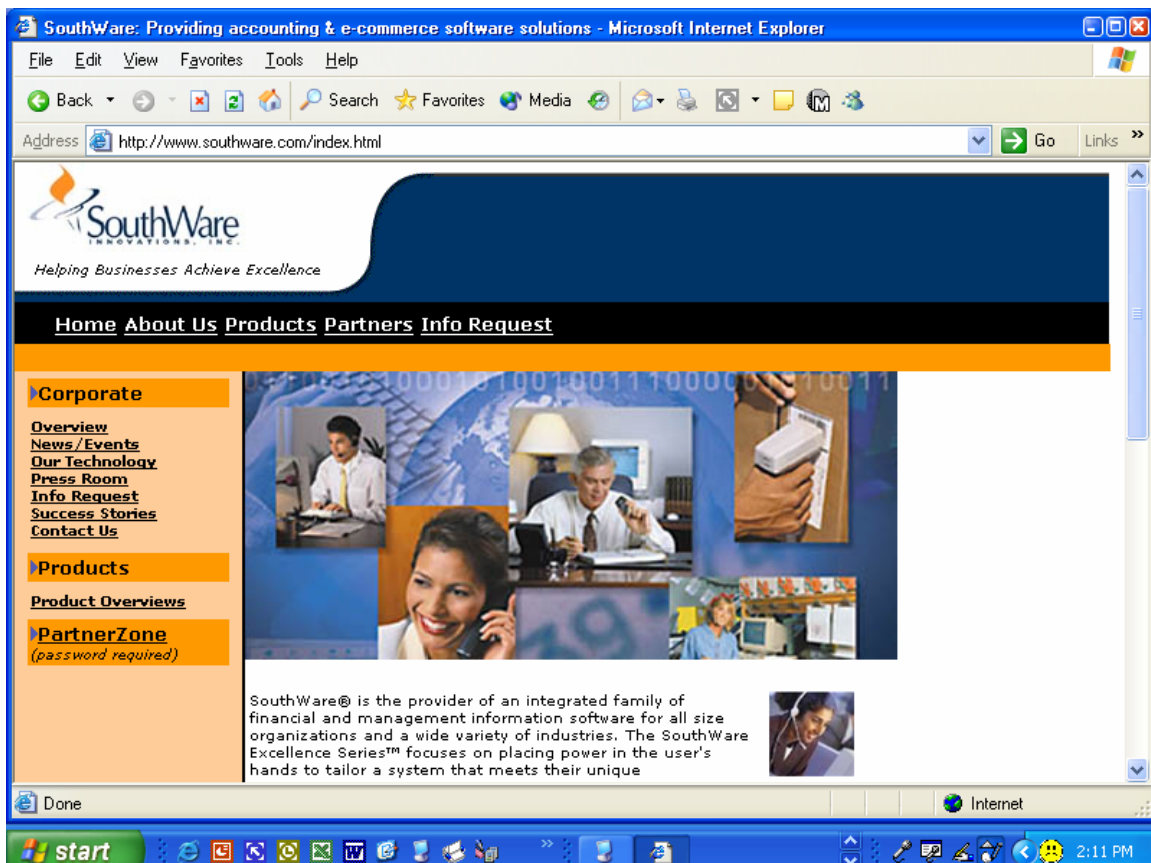 SouthWare: Providing accounting & e-commerce software solutions - Microsoft Internet Explorer
File Edit View Favorites Tools Help
Back Search Favorites Media
Address http://www.southware.com/index.html Go Links »
SouthWare
INNOVATIONS, INC.
Helping Businesses Achieve Excellence
Home About Us Products Partners Info Request
Corporate
Overview
News/Events
Our Technology
Press Room
Info Request
Success Stories
Contact Us
Products
Product Overviews
PartnerZone
(password required)
39
SouthWare® is the provider of an integrated family of
financial and management information software for all size
organizations and a wide variety of industries. The SouthWare
Excellence Series™ focuses on placing power in the user's
hands to tailor a system that meets their unique
Done Internet
start 2:11 PM